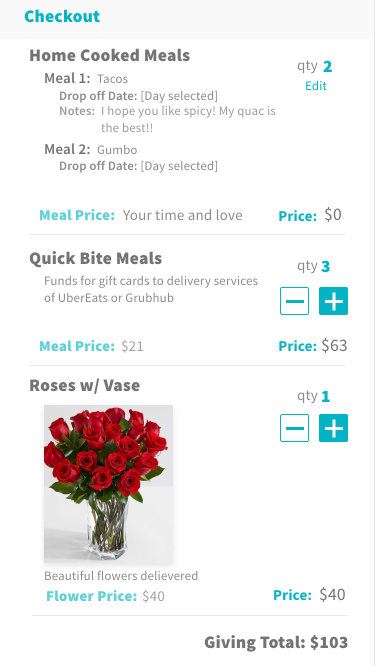 Checkout
Home Cooked Meals
qty 2
Meal 1: Tacos
Edit
Drop off Date: [Day selected]
Notes: I hope you like spicy! My quac is
the best!!
Meal 2: Gumbo
Drop off Date: [Day selected]
Meal Price: Your time and love
Price: $0
Quick Bite Meals
qty 3
Funds for gift cards to delivery services
of UberEats or Grubhub
Meal Price: $21
Price: $63
Roses w/ Vase
qty 1
Beautiful flowers delievered
Flower Price: $40
Price: $40
Giving Total: $103